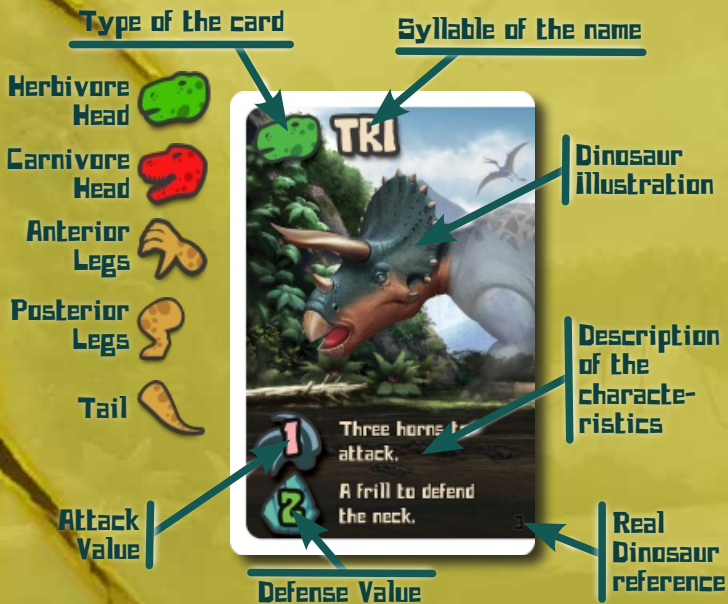 Type of the card
Syllable of the name
Herbivore
Head
Carnivore
Head
Anterior
Legs
Posterior
Legs
Tail
TRI
Dinosaur
illustration
Description
of the
characte-
ristics
1
Three horns to
attack.
2
A frill to defend
the neck.
3
Attack
Value
Defense Value
Real
Dinosaur
reference